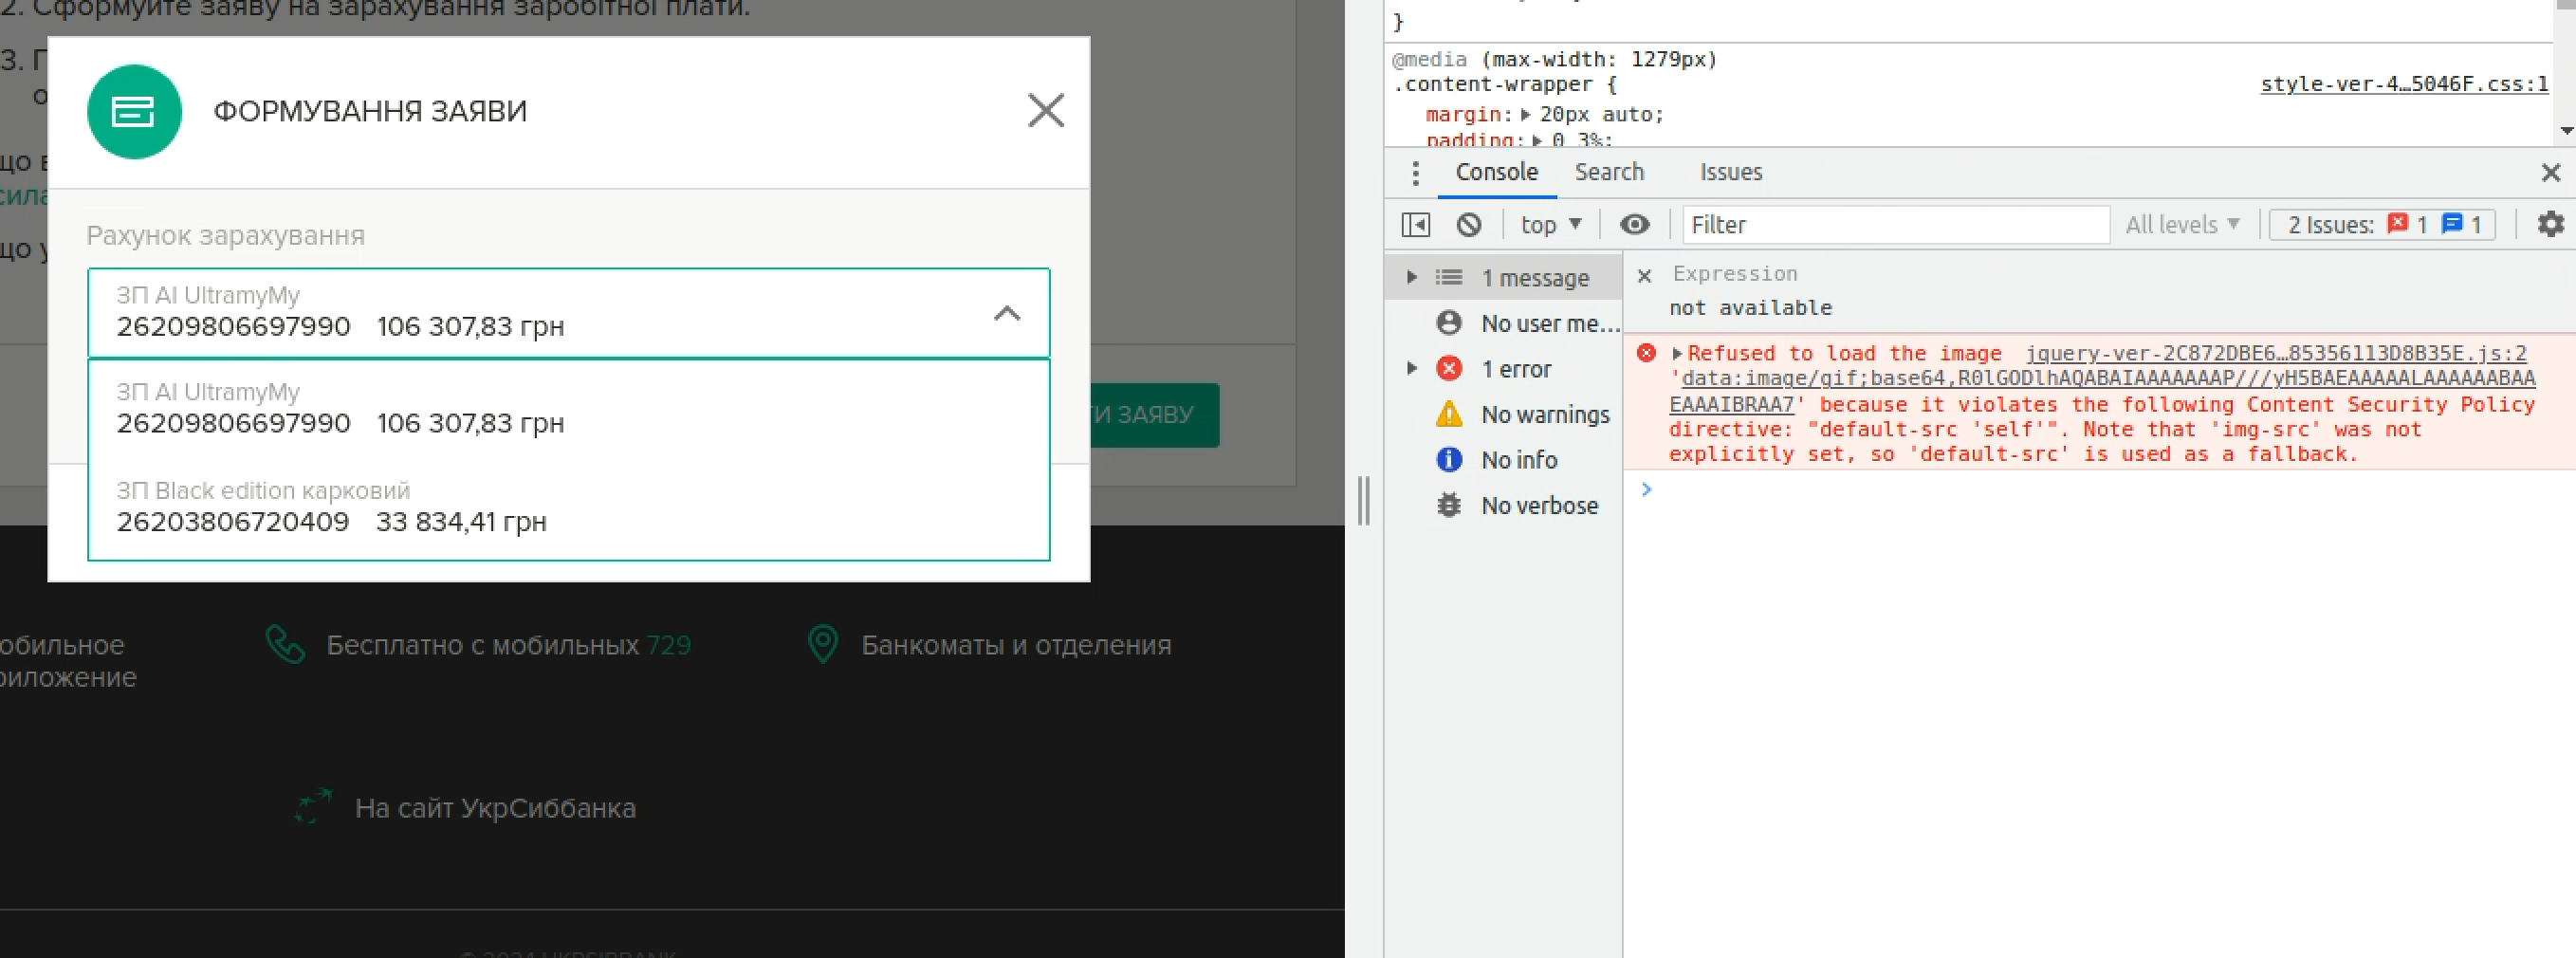 2. Сформуйте заяву на зарахування заробітної плати.
3. Г
о
що в
сила
що у
ФОРМУВАННЯ ЗАЯВИ
Рахунок зарахування
ЗП AI UltramyMy
26209806697990 106 307,83 грн
ЗП AI UltramyMy
26209806697990 106 307,83 грн
ЗП Black edition карковий
26203806720409 33 834,41 грн
ТИ ЗАЯВУ
обильное
риложение
Бесплатно с мобильных 729
Банкоматы и отделения
На сайт УкрСиббанка
© 2024 UKRSIBBANK
}
@media (max-width: 1279px)
.content-wrapper {
style-ver-4…5046F.css:1
margin: 20px auto;
padding: 0 3%;
Console Search Issues
top Filter All levels 2 Issues: 1 1
1 message
No user me...
1 error
No warnings
No info
No verbose
Expression
not available
Refused to load the image jquery-ver-2C872DBE6…85356113D8B35E.js:2
'data:image/gif;base64,R0lGODlhAQABAIAAAAAAAP///yH5BAEAAAAALAAAAAABAA
EAAAIBRAA7' because it violates the following Content Security Policy
directive: "default-src 'self'". Note that 'img-src' was not
explicitly set, so 'default-src' is used as a fallback.